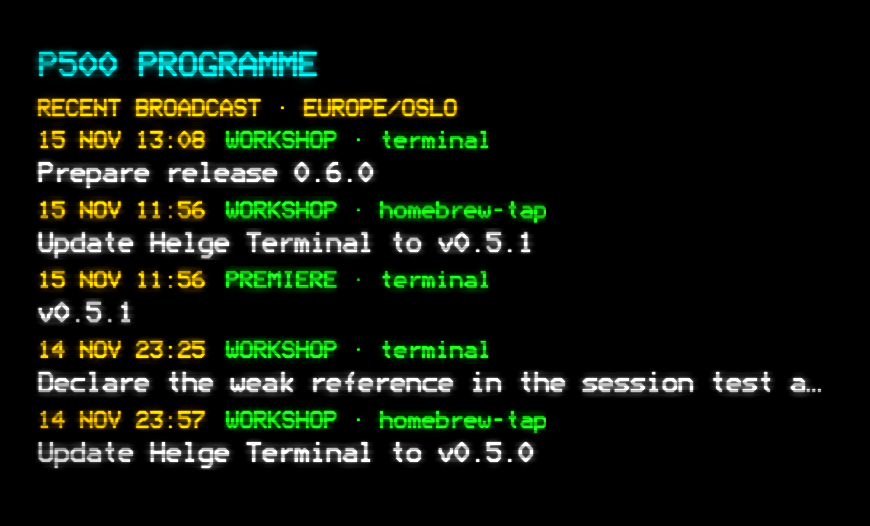 P500 PROGRAMME
RECENT BROADCAST · EUROPE/OSLO
15 NOV 13:08 WORKSHOP · terminal
Prepare release 0.6.0
15 NOV 11:56 WORKSHOP · homebrew-tap
Update Helge Terminal to v0.5.1
15 NOV 11:56 PREMIERE · terminal
v0.5.1
14 NOV 23:25 WORKSHOP · terminal
Declare the weak reference in the session test a…
14 NOV 23:57 WORKSHOP · homebrew-tap
Update Helge Terminal to v0.5.0